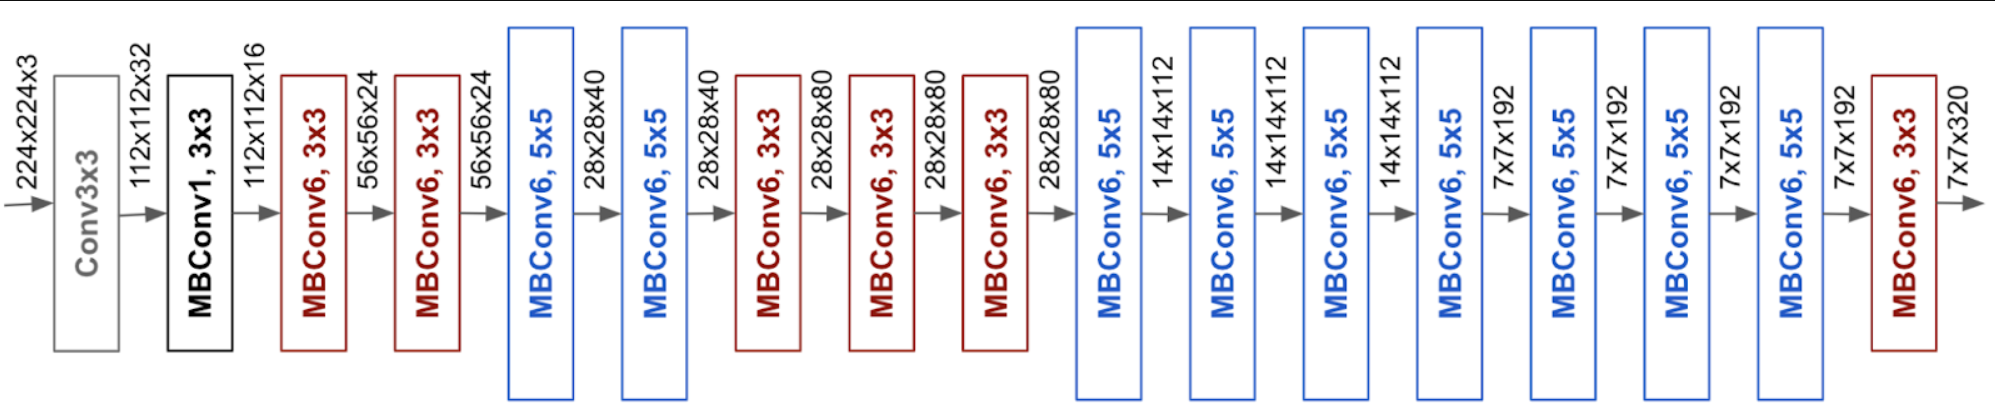 224x224x3
Conv3x3
112x112x32
MBConv1, 3x3
112x112x16
MBConv6, 3x3
56x56x24
MBConv6, 3x3
56x56x24
MBConv6, 5x5
28x28x40
MBConv6, 5x5
28x28x40
MBConv6, 3x3
28x28x80
MBConv6, 3x3
28x28x80
MBConv6, 3x3
28x28x80
MBConv6, 5x5
14x14x112
MBConv6, 5x5
14x14x112
MBConv6, 5x5
14x14x112
MBConv6, 5x5
7x7x192
MBConv6, 5x5
7x7x192
MBConv6, 5x5
7x7x192
MBConv6, 5x5
7x7x192
MBConv6, 3x3
7x7x320